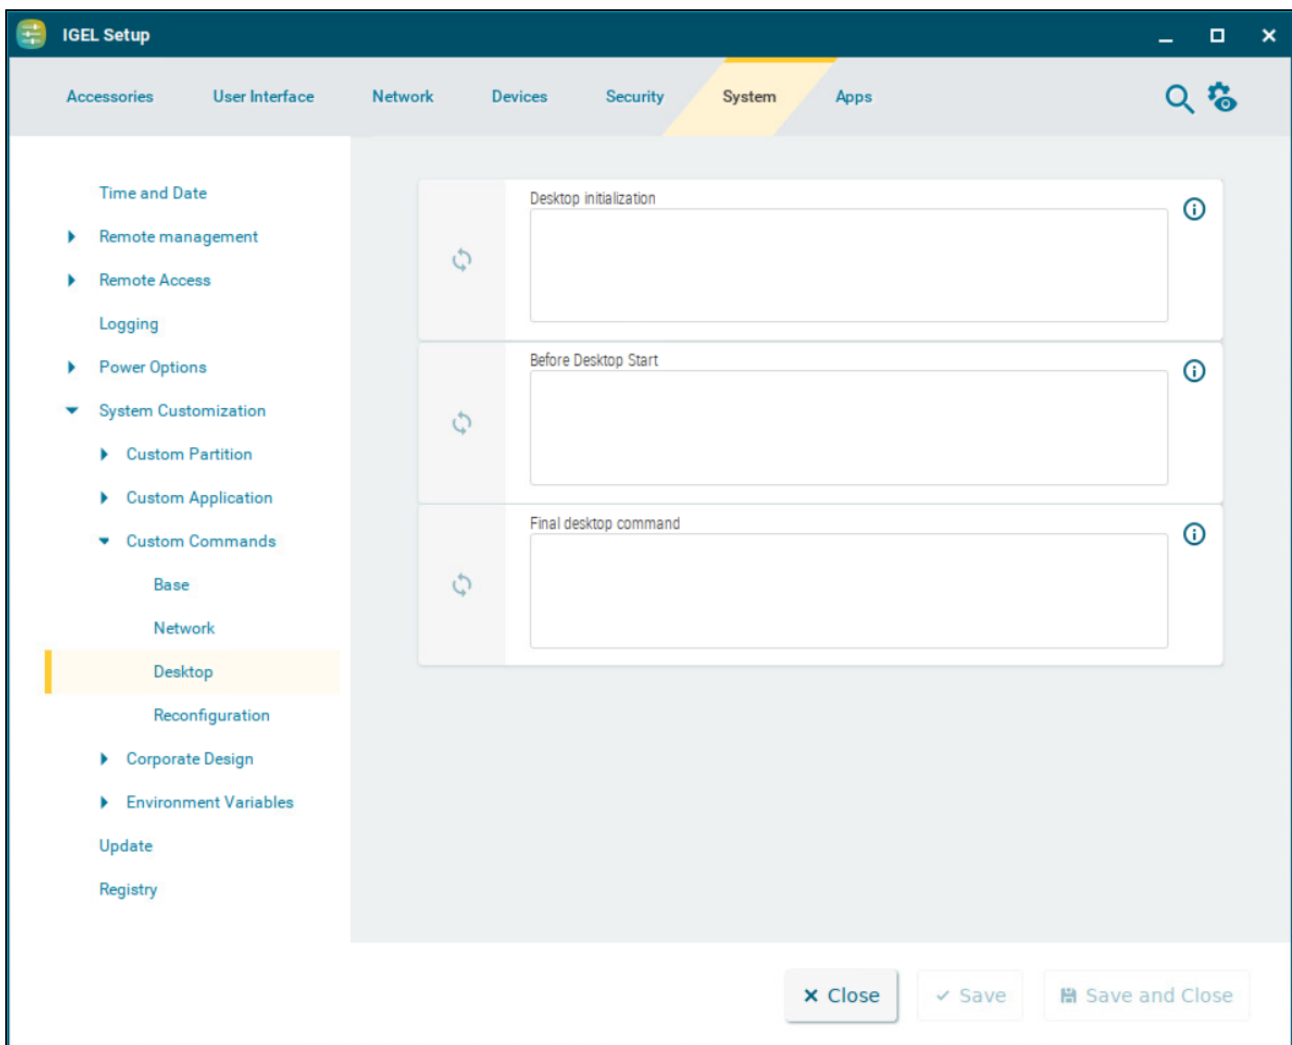 IGEL Setup
Accessories User Interface Network Devices Security System Apps
Time and Date
Remote management
Remote Access
Logging
Power Options
System Customization
Custom Partition
Custom Application
Custom Commands
Base
Network
Desktop
Reconfiguration
Corporate Design
Environment Variables
Update
Registry
Desktop initialization
Before Desktop Start
Final desktop command
Close Save Save and Close